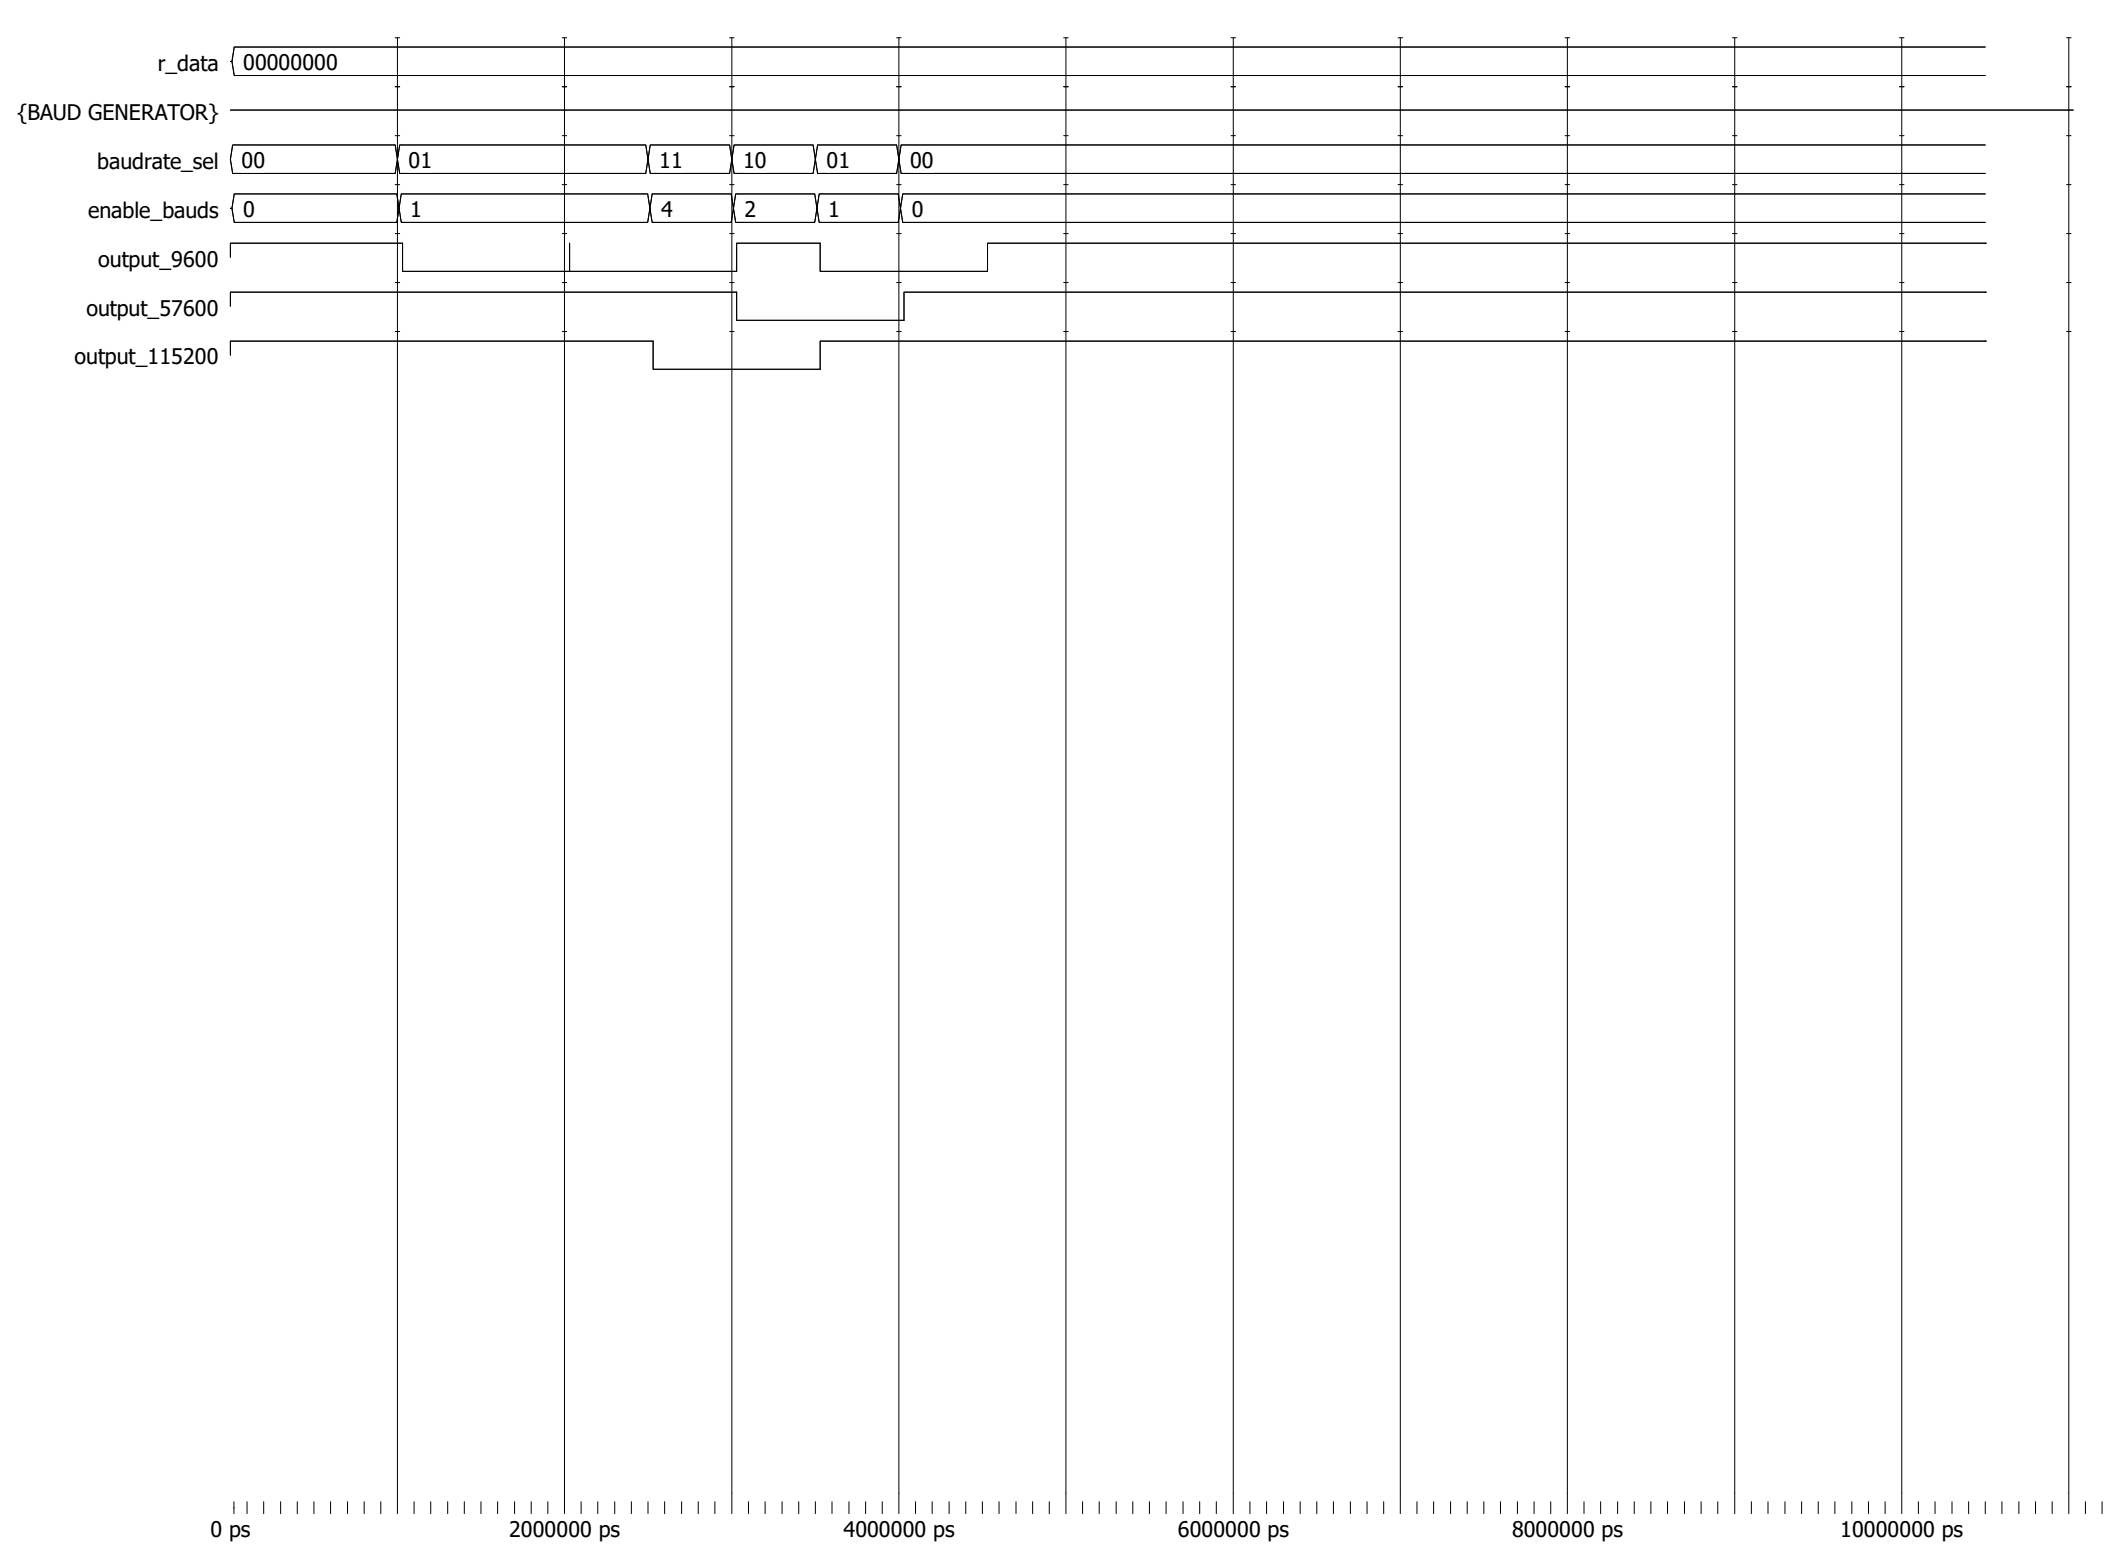 r_data 00000000
{BAUD GENERATOR}
baudrate_sel 00 01 11 10 01 00
enable_bauds 0 1 4 2 1 0
output_9600
output_57600
output_115200
0 ps 2000000 ps 4000000 ps 6000000 ps 8000000 ps 10000000 ps